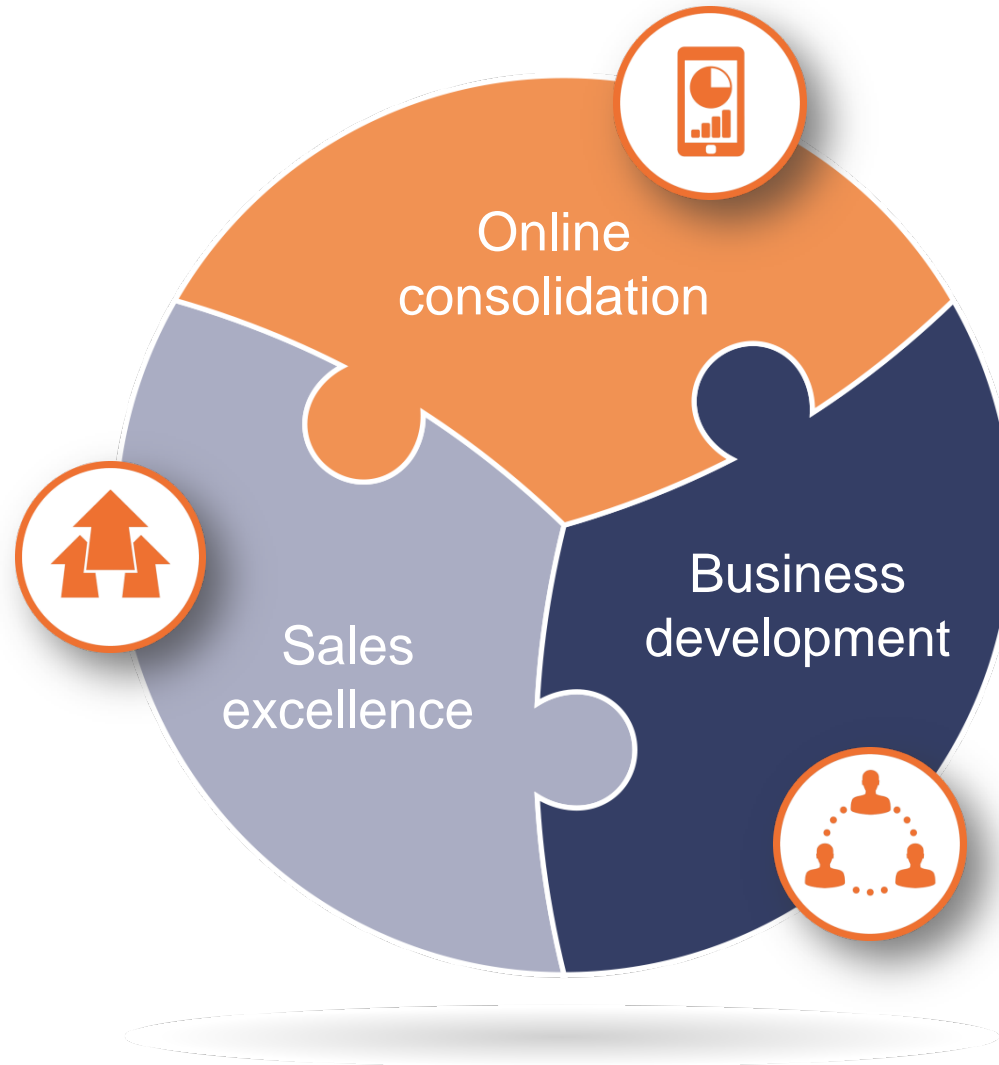 Online
consolidation
Business
development
Sales
excellence